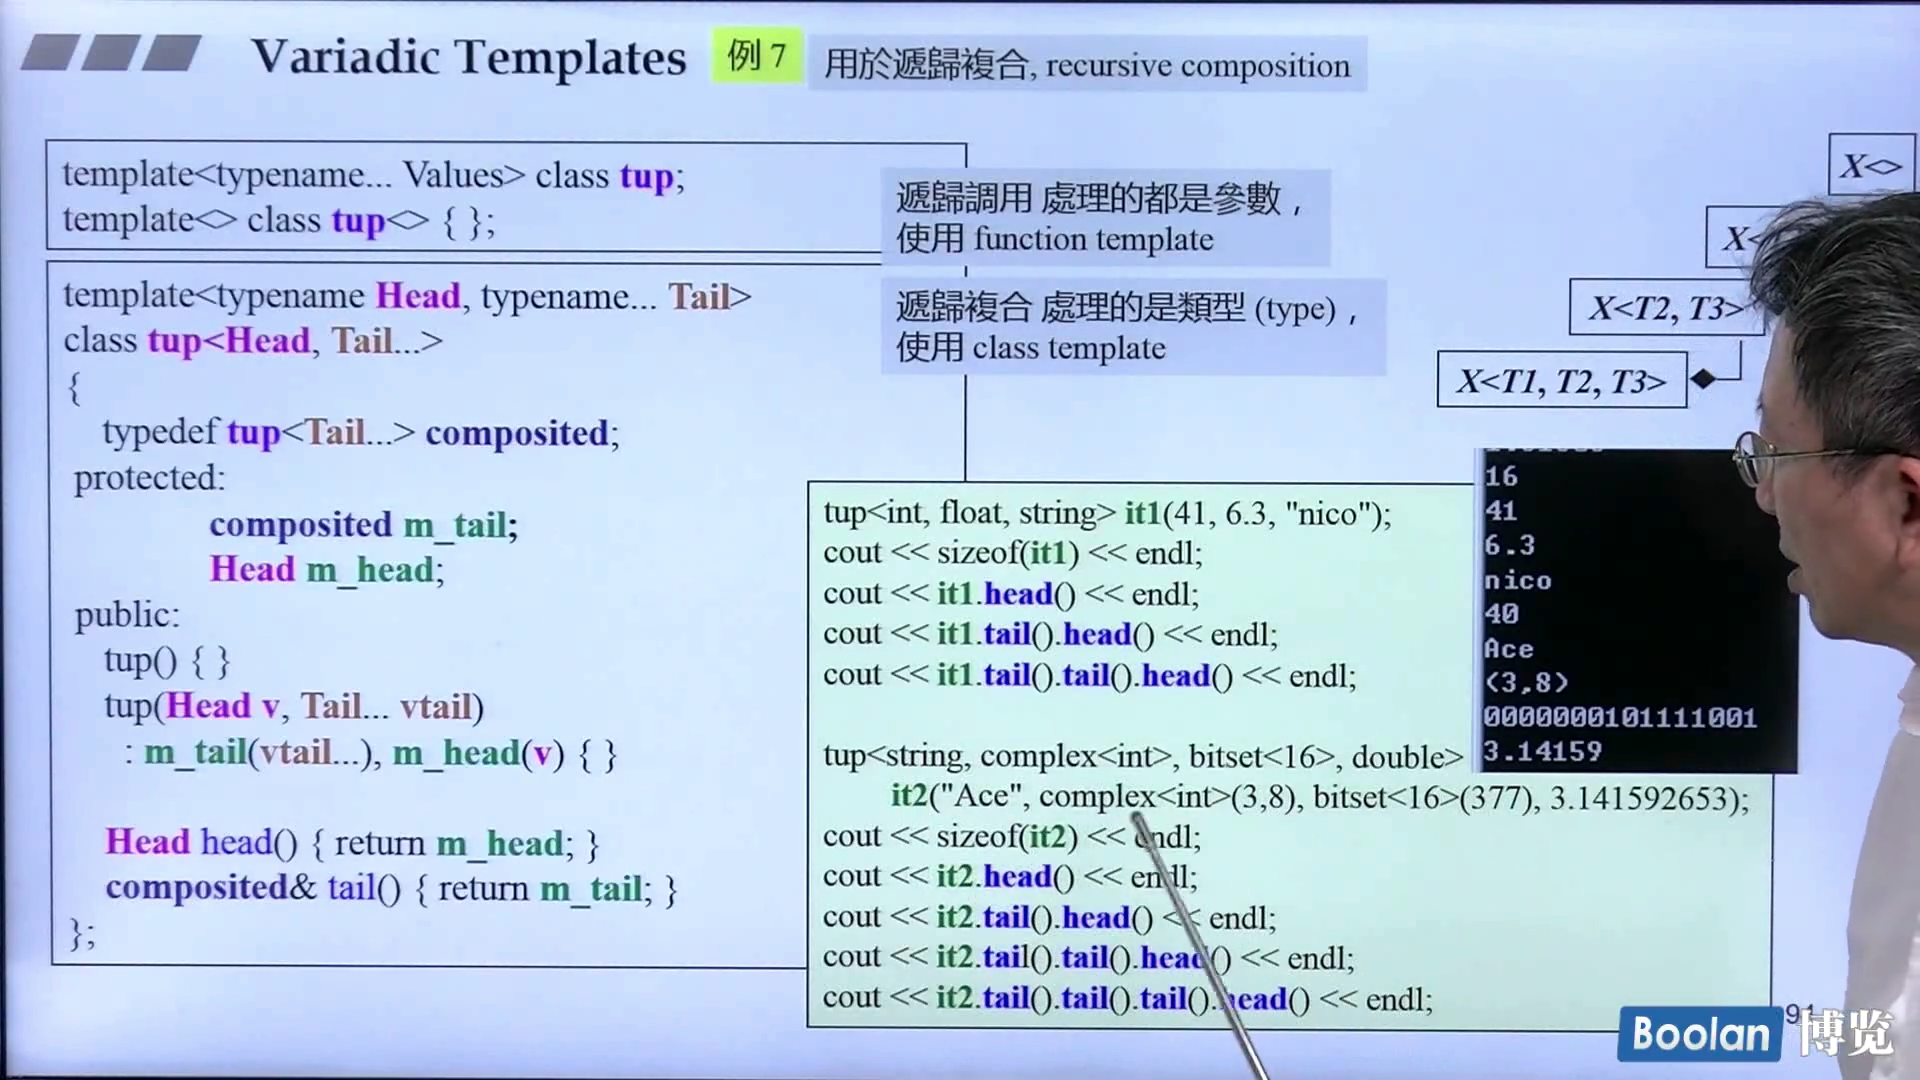 Variadic Templates
例 7
用於遞歸複合, recursive composition
template<typename... Values> class tup;
template<> class tup<> { };
template<typename Head, typename... Tail>
class tup<Head, Tail...>
{
typedef tup<Tail...> composited;
protected:
composited m_tail;
Head m_head;
public:
tup() { }
tup(Head v, Tail... vtail)
: m_tail(vtail...), m_head(v) { }
Head head() { return m_head; }
composited& tail() { return m_tail; }
};
遞歸調用 處理的都是參數，
使用 function template
遞歸複合 處理的是類型 (type)，
使用 class template
X<>
X<
X<T2, T3>
X<T1, T2, T3>
tup<int, float, string> it1(41, 6.3, "nico");
cout << sizeof(it1) << endl;
cout << it1.head() << endl;
cout << it1.tail().head() << endl;
cout << it1.tail().tail().head() << endl;
tup<string, complex<int>, bitset<16>, double>
it2("Ace", complex<int>(3,8), bitset<16>(377), 3.141592653);
cout << sizeof(it2) << endl;
cout << it2.head() << endl;
cout << it2.tail().head() << endl;
cout << it2.tail().tail().head() << endl;
cout << it2.tail().tail().tail().head() << endl;
16
41
6.3
nico
40
Ace
(3,8)
0000000101111001
3.14159
91
Boolan 博览